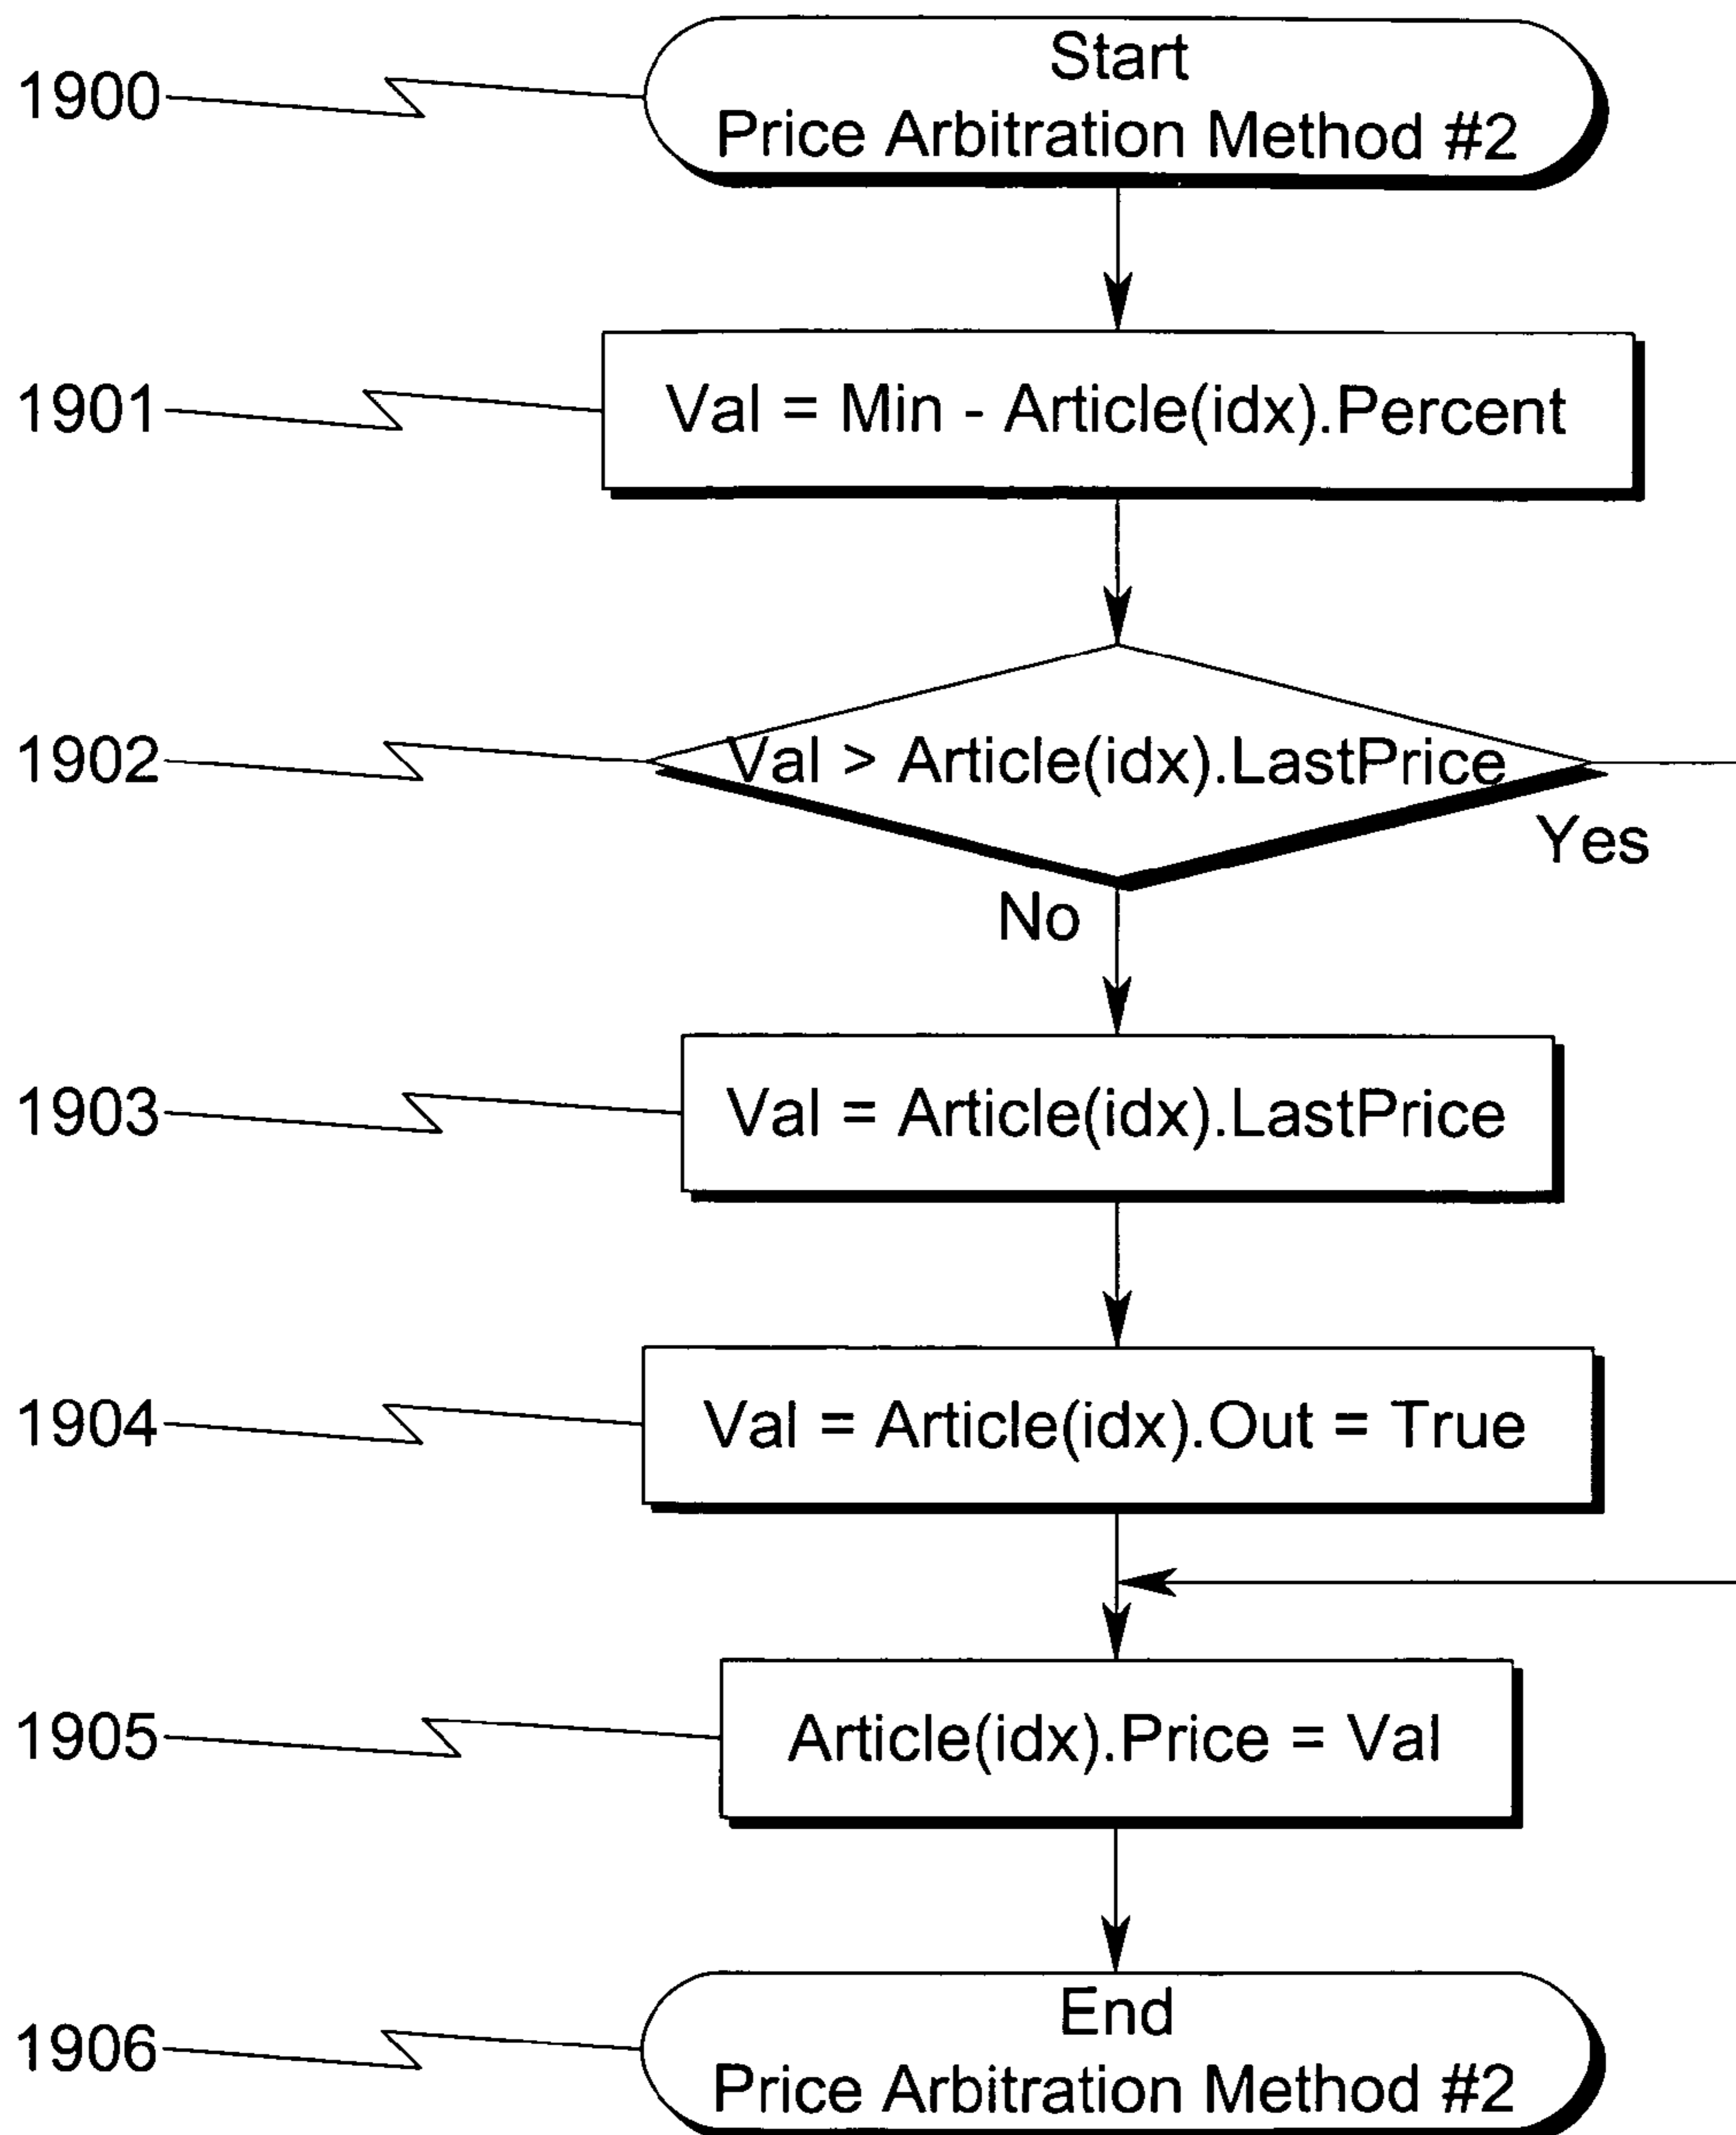 1900
Start
Price Arbitration Method #2
1901
Val = Min - Article(idx).Percent
1902
Val > Article(idx).LastPrice
Yes
No
1903
Val = Article(idx).LastPrice
1904
Val = Article(idx).Out = True
1905
Article(idx).Price = Val
1906
End
Price Arbitration Method #2